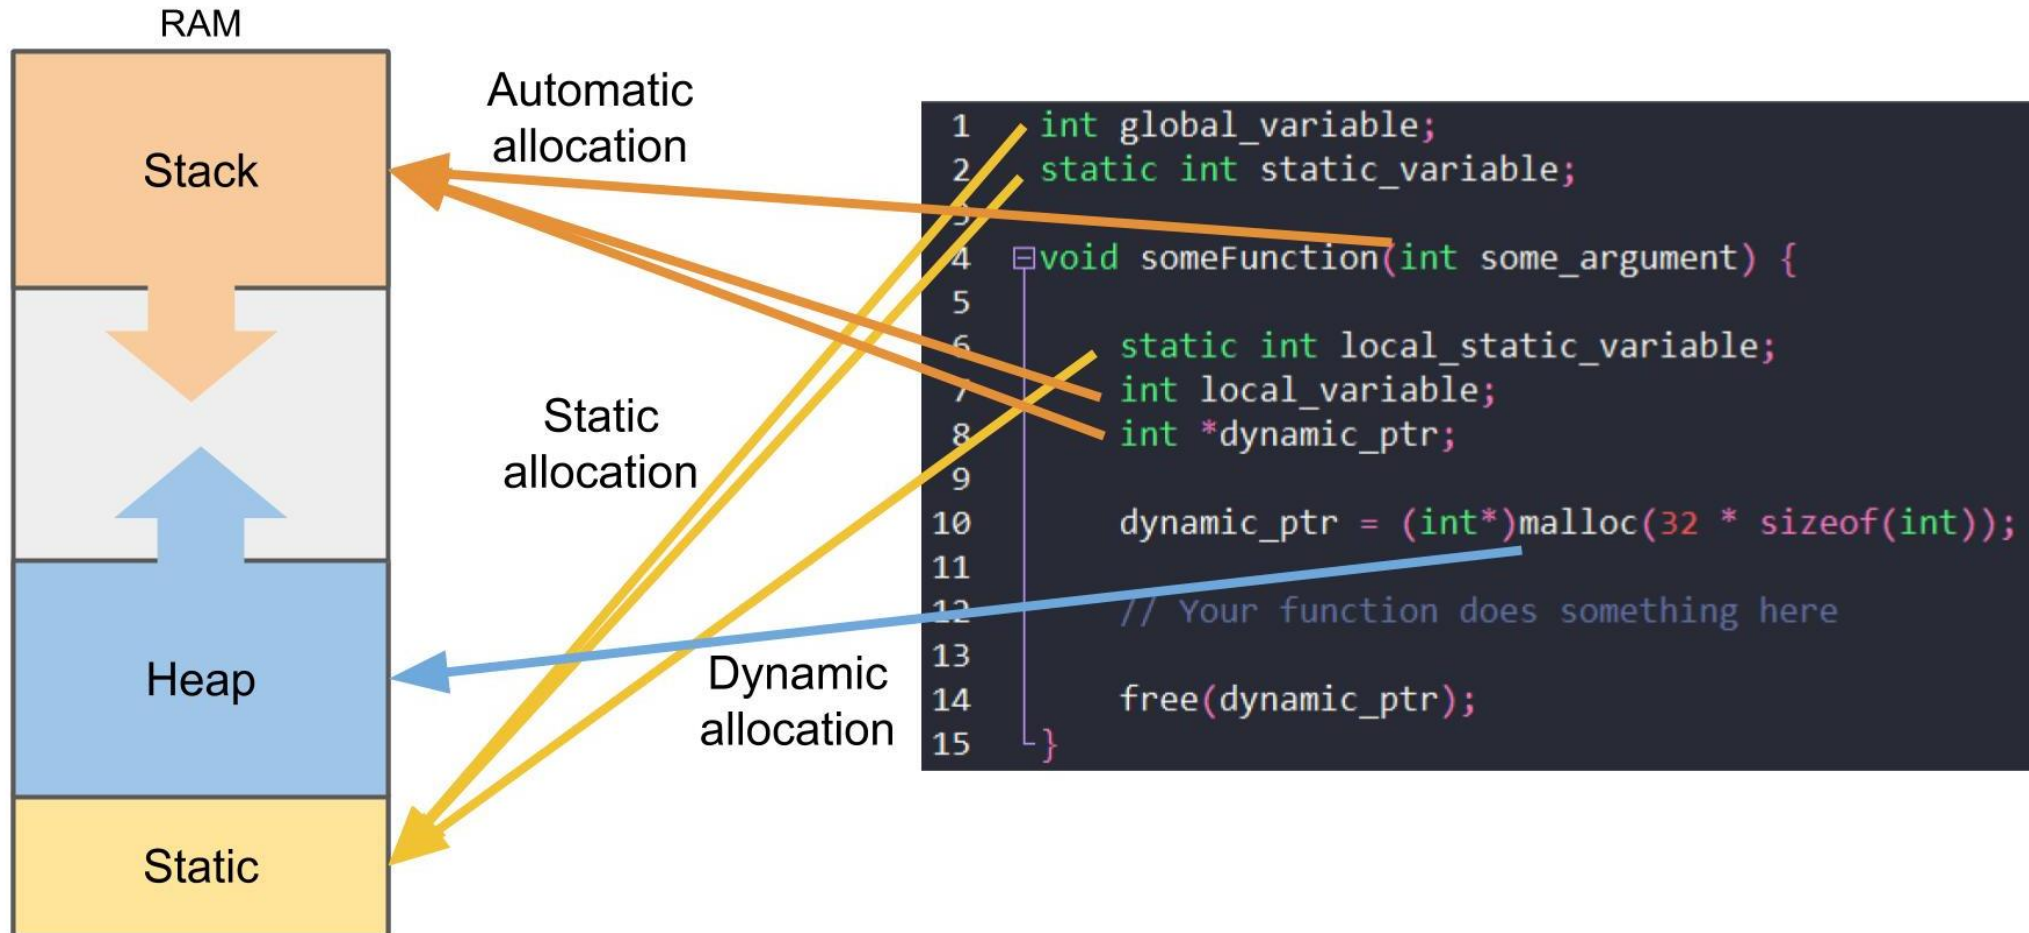 RAM
Stack
Heap
Static
Automatic
allocation
Static
allocation
Dynamic
allocation
1 int global_variable;
2 static int static_variable;
3
4 void someFunction(int some_argument) {
5
6 static int local_static_variable;
7 int local_variable;
8 int *dynamic_ptr;
9
10 dynamic_ptr = (int*)malloc(32 * sizeof(int));
11
12 // Your function does something here
13
14 free(dynamic_ptr);
15 }